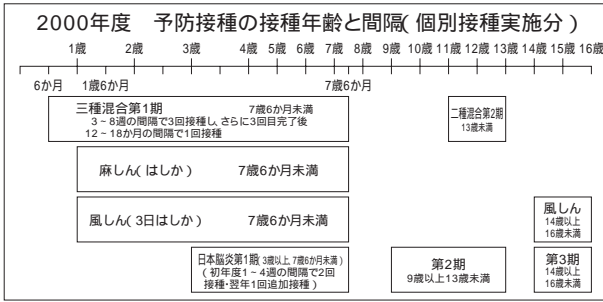 2000年度 予防接種の接種年齢と間隔(個別接種実施分)
1歳 2歳 3歳 4歳 5歳 6歳 7歳 8歳 9歳 10歳 11歳 12歳 13歳 14歳 15歳 16歳
6か月 1歳6か月 7歳6か月
三種混合第1期 7歳6か月未満
3～8週の間隔で3回接種し、さらに3回目完了後
12～18か月の間隔で1回接種
二種混合第2期
13歳未満
麻しん(はしか) 7歳6か月未満
風しん(3日はしか) 7歳6か月未満
風しん
14歳以上
16歳未満
日本脳炎第1期(3歳以上,7歳6か月未満)
(初年度1～4週の間隔で2回
接種・翌年1回追加接種)
第2期
9歳以上13歳未満
第3期
14歳以上
16歳未満